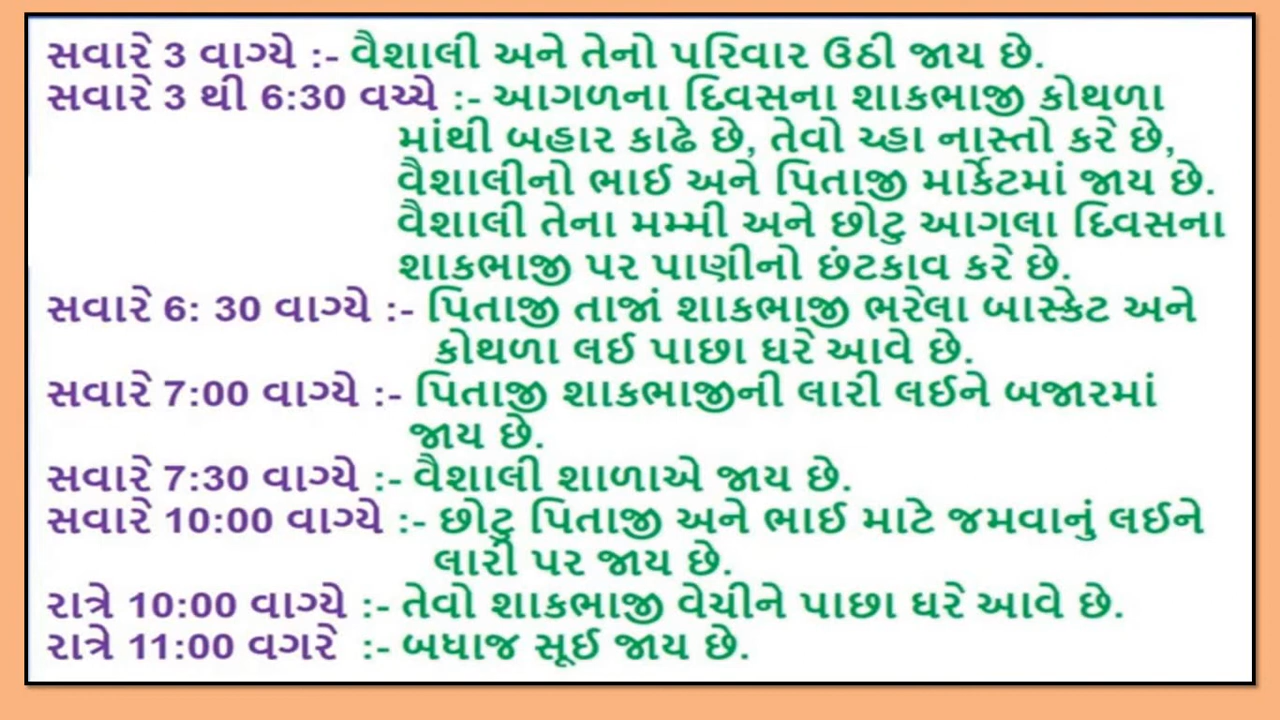 સવારે 3 વાગ્યે :- વૈશાલી અને તેનો પરિવાર ઉઠી જાય છે.
સવારે 3 થી 6:30 વચ્ચે :- આગળના દિવસના શાકભાજી કોથળા
માંથી બહાર કાઢે છે, તેવો ચ્હા નાસ્તો કરે છે,
વૈશાલીનો ભાઈ અને પિતાજી માર્કેટમાં જાય છે.
વૈશાલી તેના મમ્મી અને છોટુ આગલા દિવસના
શાકભાજી પર પાણીનો છંટકાવ કરે છે.
સવારે 6: 30 વાગ્યે :- પિતાજી તાજાં શાકભાજી ભરેલા બાસ્કેટ અને
કોથળા લઈ પાછા ઘરે આવે છે.
સવારે 7:00 વાગ્યે :- પિતાજી શાકભાજીની લારી લઈને બજારમાં
જાય છે.
સવારે 7:30 વાગ્યે :- વૈશાલી શાળાએ જાય છે.
સવારે 10:00 વાગ્યે :- છોટુ પિતાજી અને ભાઈ માટે જમવાનું લઈને
લારી પર જાય છે.
રાત્રે 10:00 વાગ્યે :- તેવો શાકભાજી વેચીને પાછા ઘરે આવે છે.
રાત્રે 11:00 વગરે :- બધાજ સૂઈ જાય છે.